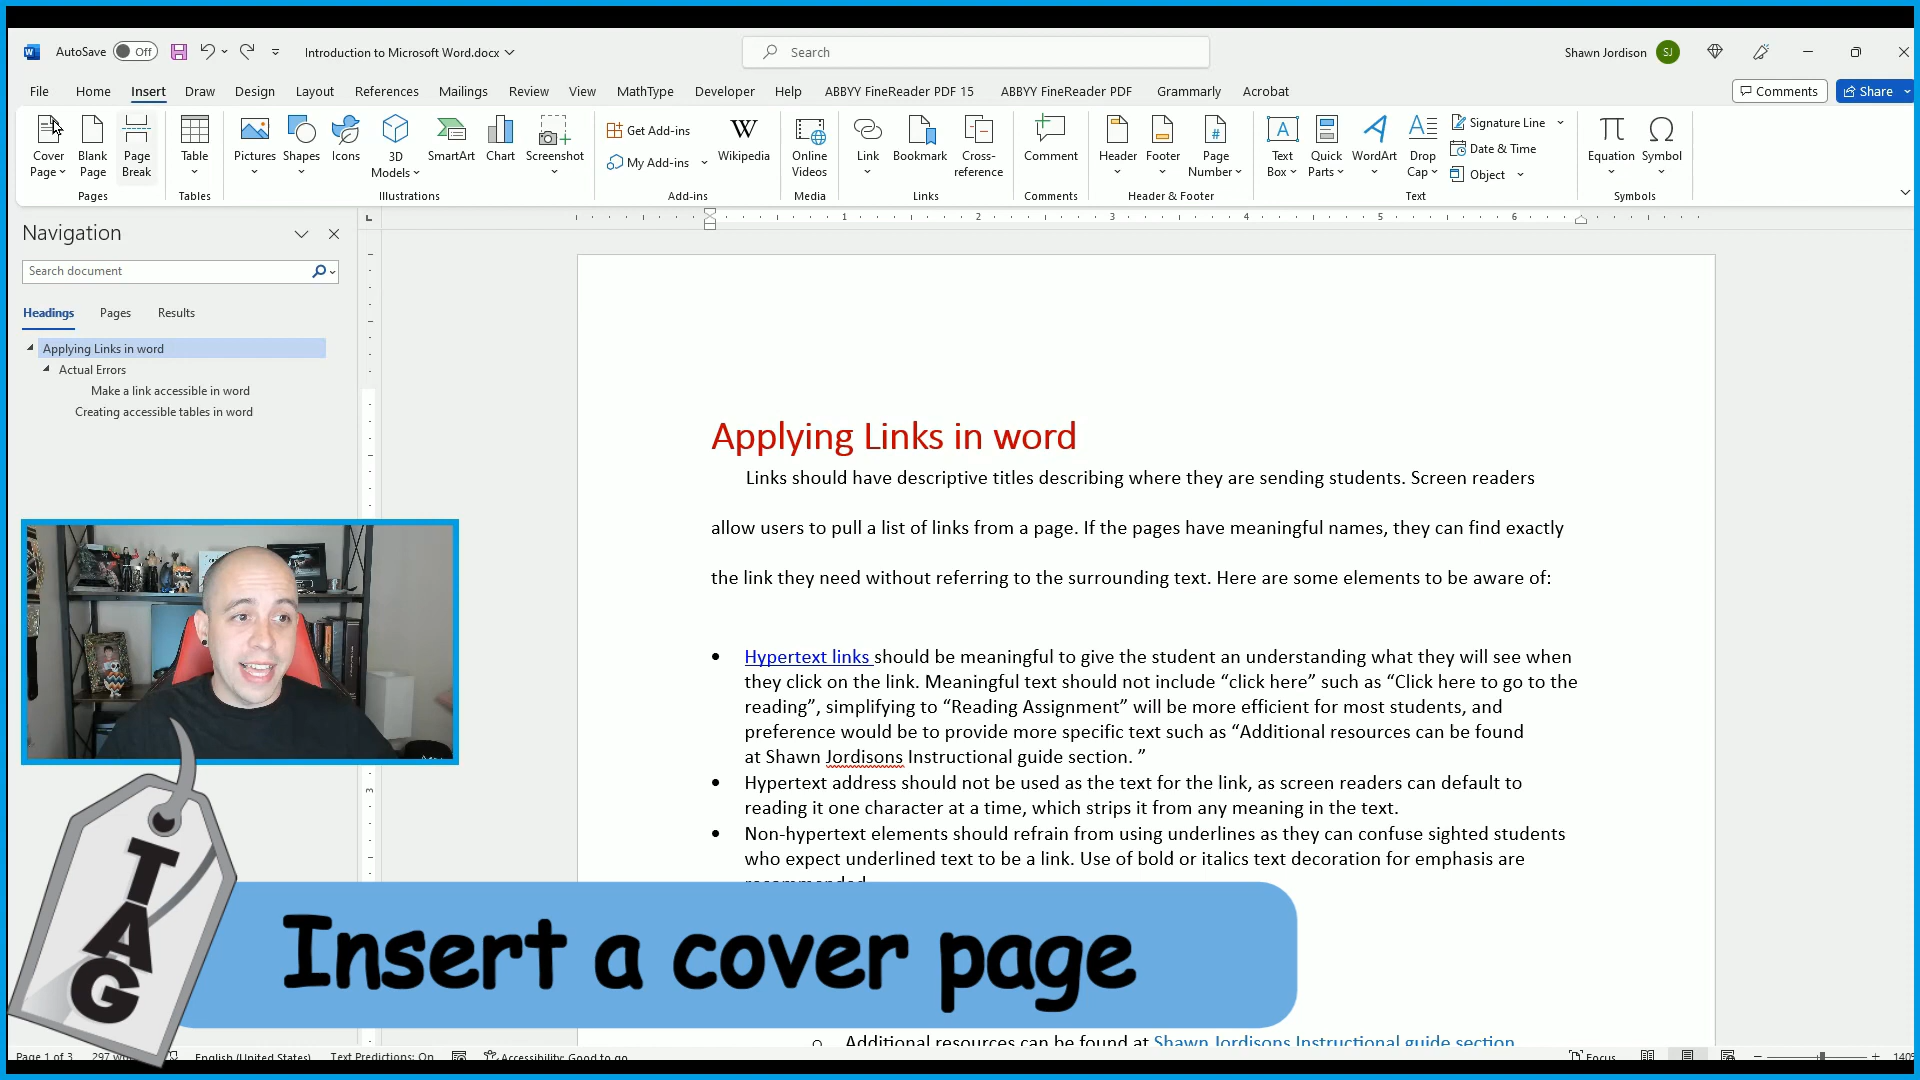 AutoSave Off
Introduction to Microsoft Word.docx
Search
Shawn Jordison SJ
File Home Insert Draw Design Layout References Mailings Review View MathType Developer Help ABBYY FineReader PDF 15 ABBYY FineReader PDF Grammarly Acrobat
Comments Share
Cover Page
Blank Page
Page Break
Pages
Table
Tables
Pictures
Shapes
Icons
3D Models
SmartArt
Chart
Screenshot
Illustrations
Get Add-ins
My Add-ins
W
Wikipedia
Add-ins
Online Videos
Media
Link
Bookmark
Cross-reference
Links
Comment
Comments
Header
Footer
Page Number
Header & Footer
Text Box
Quick Parts
WordArt
Drop Cap
Signature Line
Date & Time
Object
Text
Equation
Symbol
Symbols
1 2 3 4 5 6
Navigation
Search document
Headings Pages Results
Applying Links in word
Actual Errors
Make a link accessible in word
Creating accessible tables in word
Applying Links in word
Links should have descriptive titles describing where they are sending students. Screen readers
allow users to pull a list of links from a page. If the pages have meaningful names, they can find exactly
the link they need without referring to the surrounding text. Here are some elements to be aware of:
• Hypertext links should be meaningful to give the student an understanding what they will see when
they click on the link. Meaningful text should not include “click here” such as “Click here to go to the
reading”, simplifying to “Reading Assignment” will be more efficient for most students, and
preference would be to provide more specific text such as “Additional resources can be found
at Shawn Jordisons Instructional guide section. ”
• Hypertext address should not be used as the text for the link, as screen readers can default to
reading it one character at a time, which strips it from any meaning in the text.
• Non-hypertext elements should refrain from using underlines as they can confuse sighted students
who expect underlined text to be a link. Use of bold or italics text decoration for emphasis are
recommended
3
TAG
Insert a cover page
o Additional resources can be found at Shawn Jordisons Instructional guide section
Page 1 of 3 297 English (United States) Text Predictions: On Accessibility: Good to go
Focus 140%